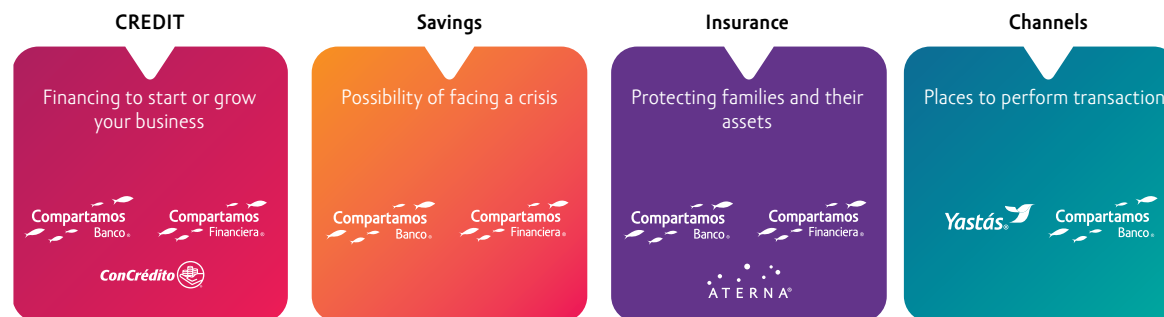 CREDIT
Financing to start or grow
your business
Compartamos
Banco®
Compartamos
Financiera®
ConCrédito
Savings
Possibility of facing a crisis
Compartamos
Banco®
Compartamos
Financiera®
Insurance
Protecting families and their
assets
Compartamos
Banco®
Compartamos
Financiera®
ATERNA®
Channels
Places to perform transaction
Yastás®
Compartamos
Banco®